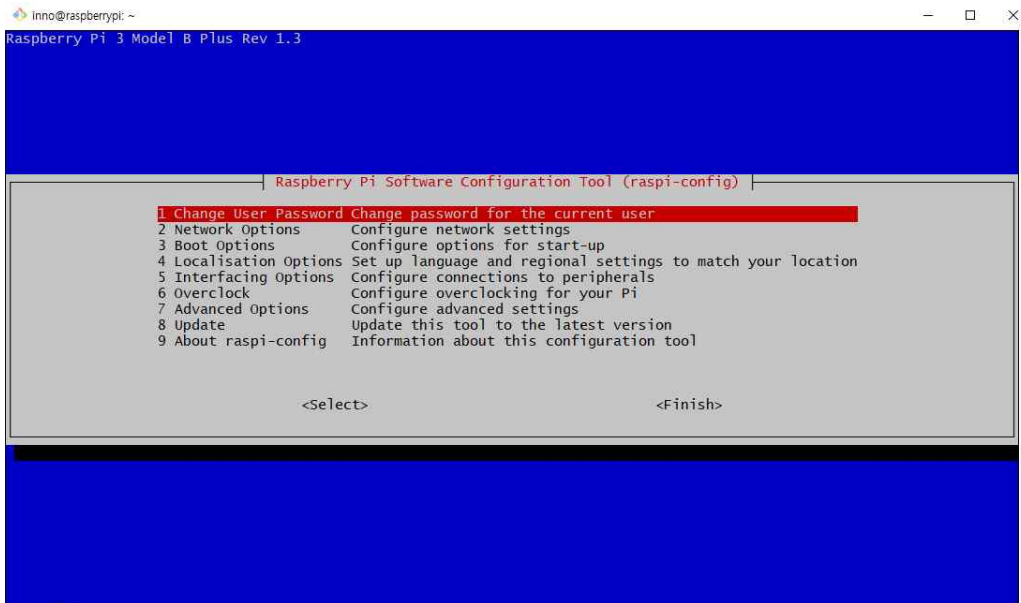 inno@raspberrypi: ~
Raspberry Pi 3 Model B Plus Rev 1.3
Raspberry Pi Software Configuration Tool (raspi-config)
1 Change User Password Change password for the current user
2 Network Options Configure network settings
3 Boot Options Configure options for start-up
4 Localisation Options Set up language and regional settings to match your location
5 Interfacing Options Configure connections to peripherals
6 Overclock Configure overclocking for your Pi
7 Advanced Options Configure advanced settings
8 Update Update this tool to the latest version
9 About raspi-config Information about this configuration tool
<Select> <Finish>